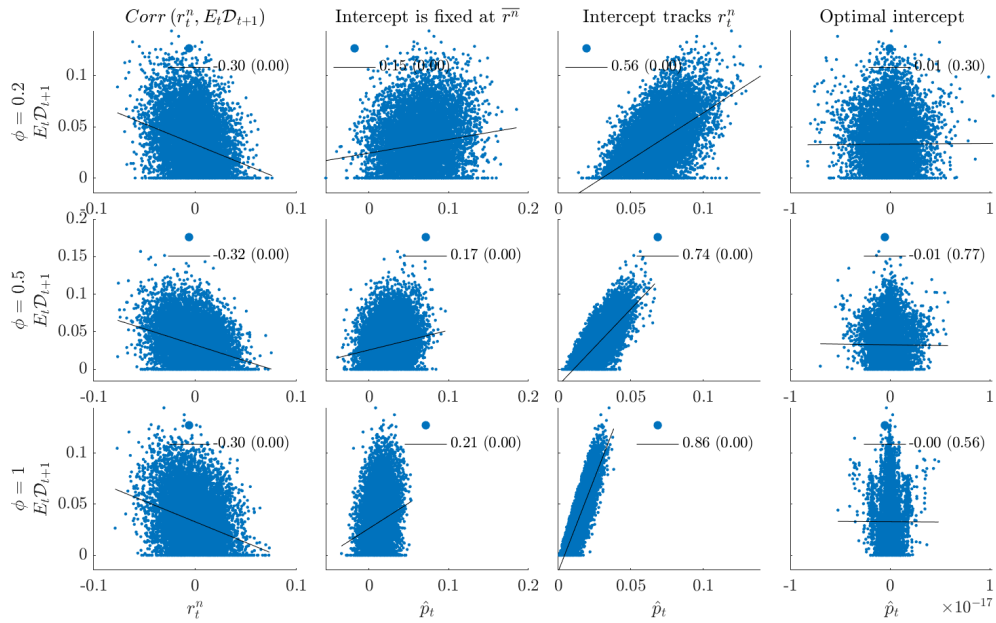 Corr (r_t^n, E_t𝒟_{t+1}) Intercept is fixed at \overline{r^n} Intercept tracks r_t^n Optimal intercept
ϕ = 0.2
E_t𝒟_{t+1}
0.1
0.05
0
-0.30 (0.00)
0.15 (0.00)
0.56 (0.00)
-0.01 (0.30)
-0.1 0 0.1
0 0.1 0.2
0 0.05 0.1
-1 0 1
ϕ = 0.5
E_t𝒟_{t+1}
0.2
0.15
0.1
0.05
0
-0.32 (0.00)
0.17 (0.00)
0.74 (0.00)
-0.01 (0.77)
-0.1 0 0.1
0 0.1 0.2
0 0.05 0.1
-1 0 1
ϕ = 1
E_t𝒟_{t+1}
0.1
0.05
0
-0.30 (0.00)
0.21 (0.00)
0.86 (0.00)
-0.00 (0.56)
-0.1 0 0.1
0 0.1 0.2
0 0.05 0.1
-1 0 1
r_t^n
p̂_t
p̂_t
p̂_t ×10^{-17}